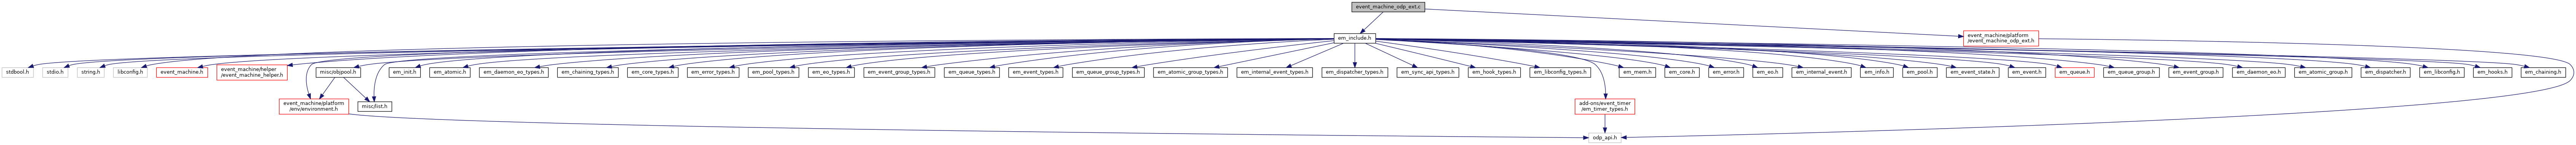 event_machine_odp_ext.c
em_include.h
event_machine/platform
/event_machine_odp_ext.h
stdbool.h
stdio.h
string.h
libconfig.h
event_machine.h
event_machine/helper
/event_machine_helper.h
misc/objpool.h
em_init.h
em_atomic.h
em_daemon_eo_types.h
em_chaining_types.h
em_core_types.h
em_error_types.h
em_pool_types.h
em_eo_types.h
em_event_group_types.h
em_queue_types.h
em_event_types.h
em_queue_group_types.h
em_atomic_group_types.h
em_internal_event_types.h
em_dispatcher_types.h
em_sync_api_types.h
em_hook_types.h
em_libconfig_types.h
em_mem.h
em_core.h
em_error.h
em_eo.h
em_internal_event.h
em_info.h
em_pool.h
em_event_state.h
em_event.h
em_queue.h
em_queue_group.h
em_event_group.h
em_daemon_eo.h
em_atomic_group.h
em_dispatcher.h
em_libconfig.h
em_hooks.h
em_chaining.h
event_machine/platform
/env/environment.h
misc/list.h
add-ons/event_timer
/em_timer_types.h
odp_api.h